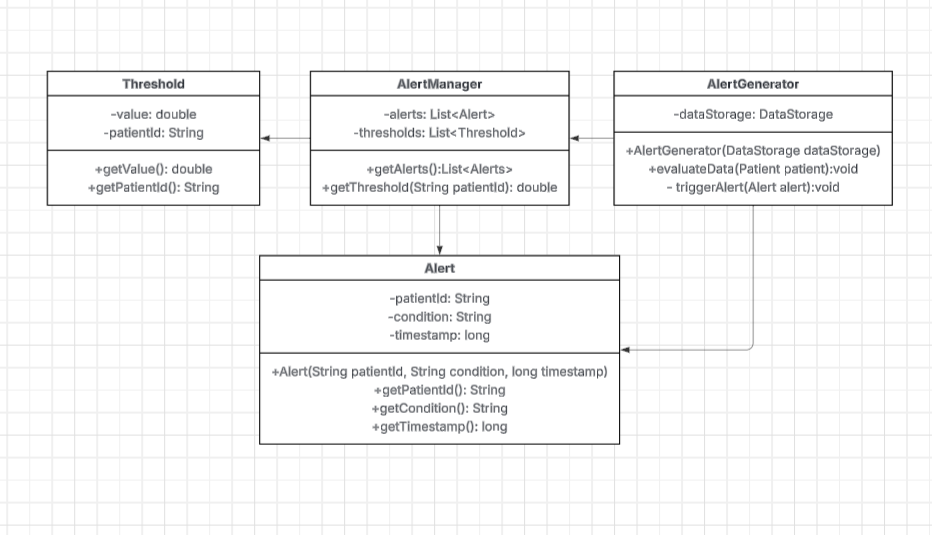 Threshold
-value: double
-patientId: String
+getValue(): double
+getPatientId(): String
AlertManager
-alerts: List<Alert>
-thresholds: List<Threshold>
+getAlerts():List<Alerts>
+getThreshold(String patientId): double
AlertGenerator
-dataStorage: DataStorage
+AlertGenerator(DataStorage dataStorage)
+evaluateData(Patient patient):void
- triggerAlert(Alert alert):void
Alert
-patientId: String
-condition: String
-timestamp: long
+Alert(String patientId, String condition, long timestamp)
+getPatientId(): String
+getCondition(): String
+getTimestamp(): long